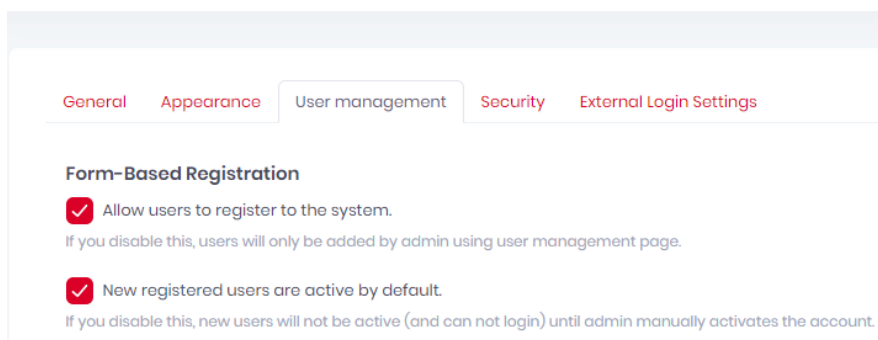 General Appearance User management Security External Login Settings
Form-Based Registration
Allow users to register to the system.
If you disable this, users will only be added by admin using user management page.
New registered users are active by default.
If you disable this, new users will not be active (and can not login) until admin manually activates the account.